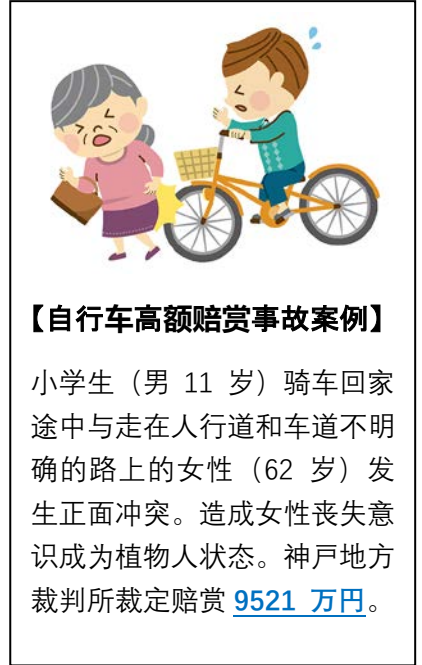 【自行车高额赔赏事故案例】
小学生（男 11 岁）骑车回家
途中与走在人行道和车道不明
确的路上的女性（62 岁）发
生正面冲突。造成女性丧失意
识成为植物人状态。神戸地方
裁判所裁定赔赏 9521 万円。